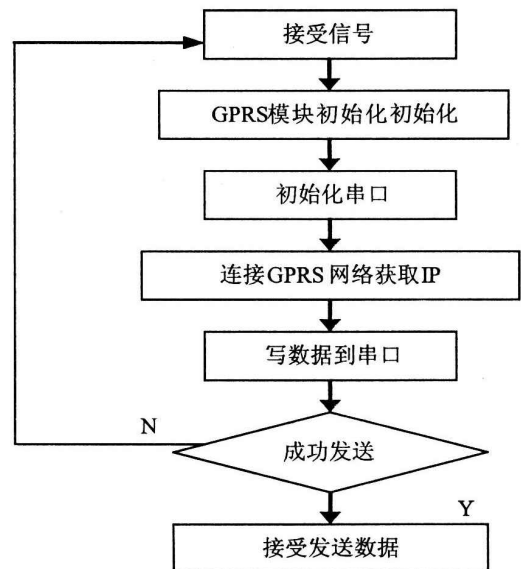 接受信号
GPRS模块初始化初始化
初始化串口
连接GPRS 网络获取IP
写数据到串口
N
成功发送
Y
接受发送数据